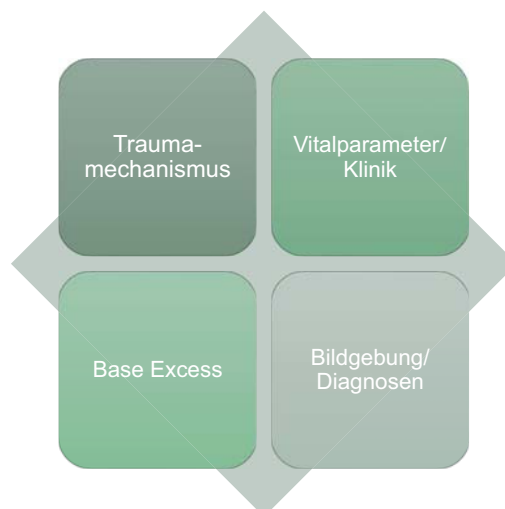 Trauma-
mechanismus
Vitalparameter/
Klinik
Base Excess
Bildgebung/
Diagnosen